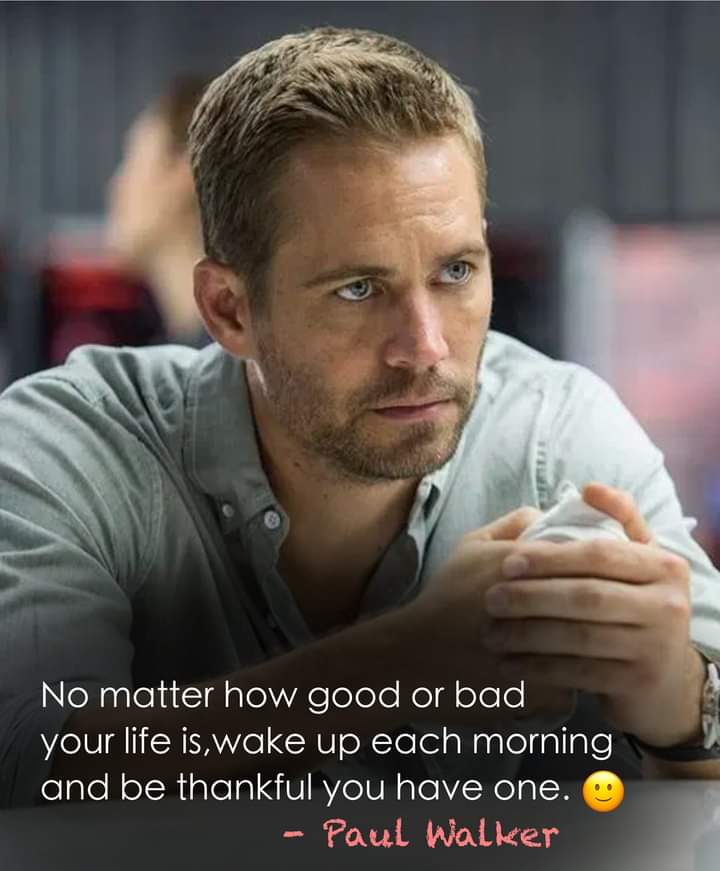 No matter how good or bad
your life is,wake up each morning
and be thankful you have one. 🙂
- Paul Walker